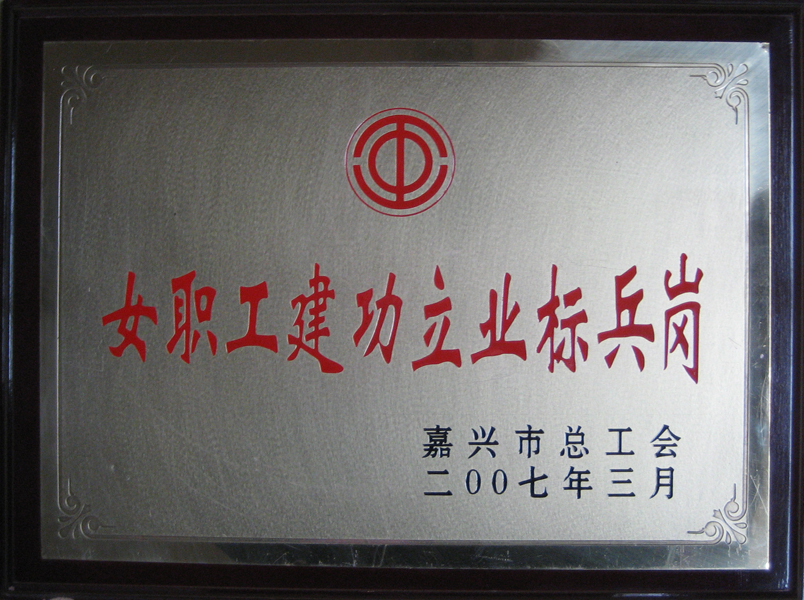 女职工建功立业标兵岗
嘉兴市总工会
二00七年三月